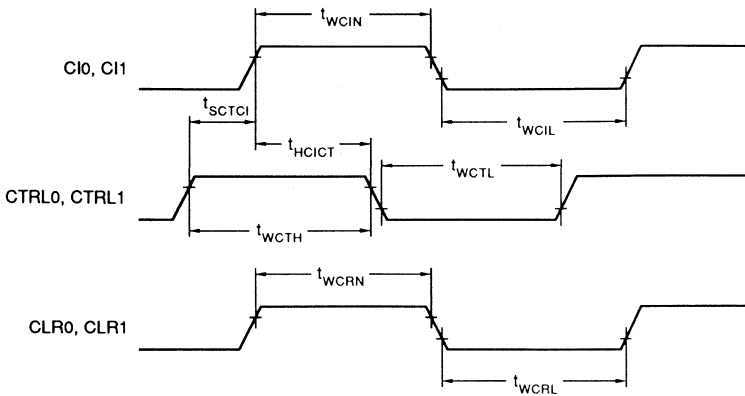 tWCIN
CI0, CI1
tSCTCI
tWCIL
tHCICT
tWCTL
CTRL0, CTRL1
tWCTH
tWCRN
CLR0, CLR1
tWCRL